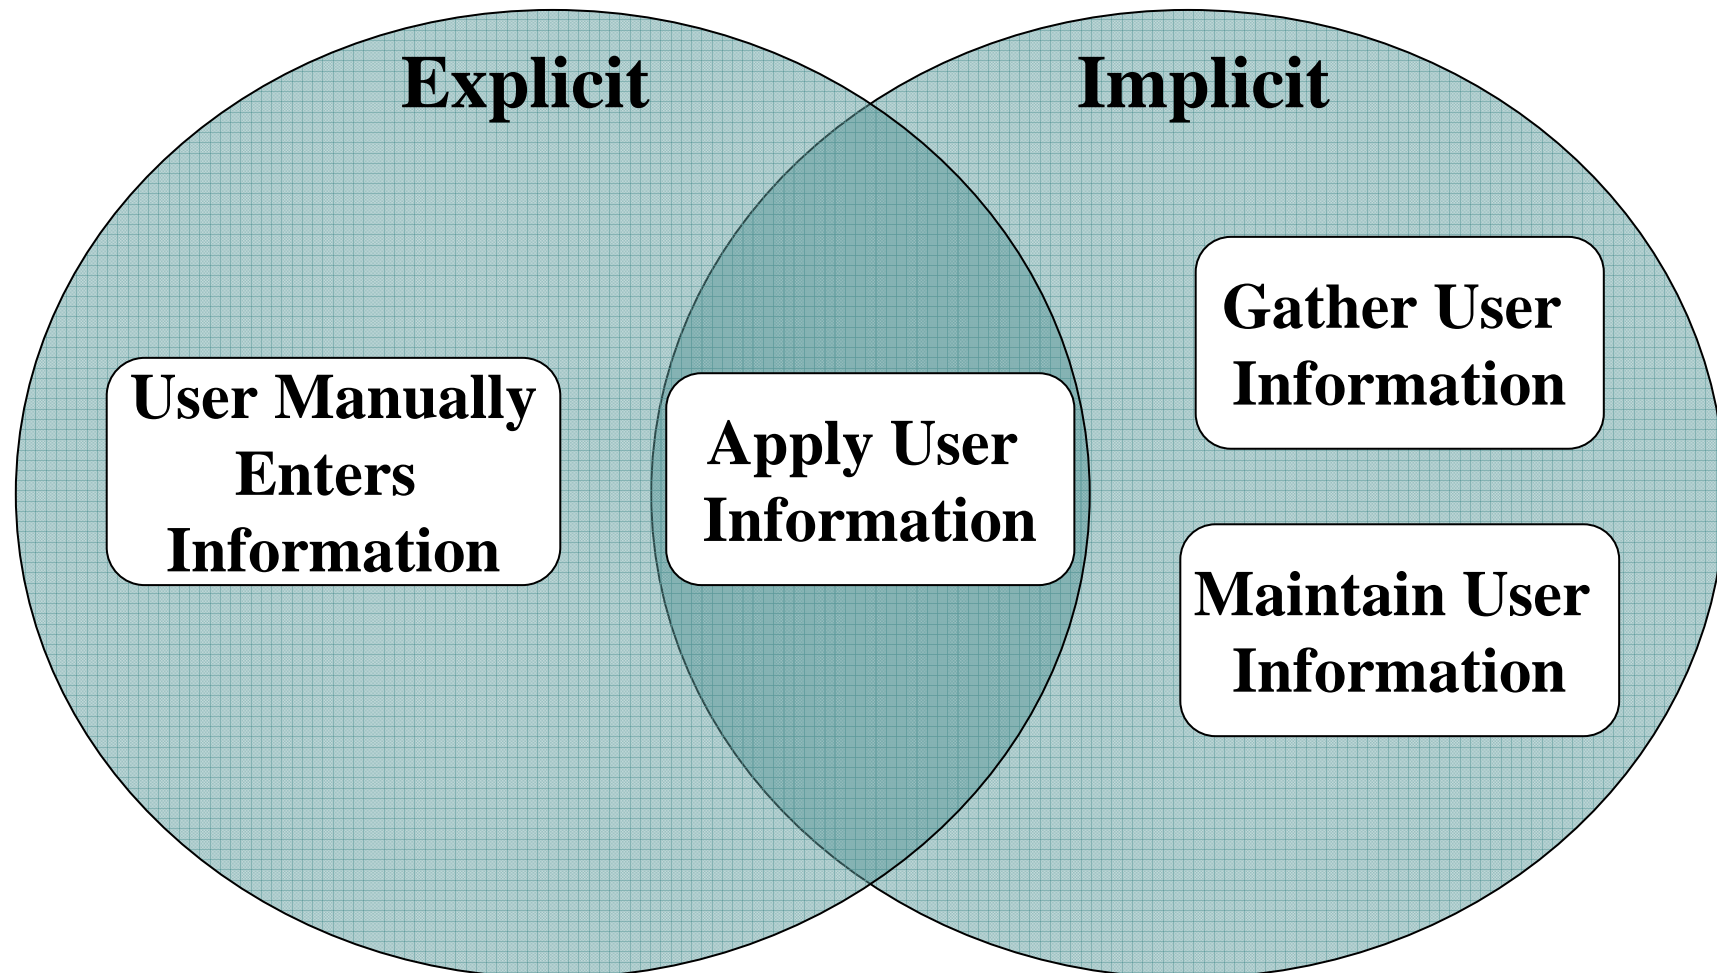 Explicit
Implicit
User Manually
Enters
Information
Apply User
Information
Gather User
Information
Maintain User
Information